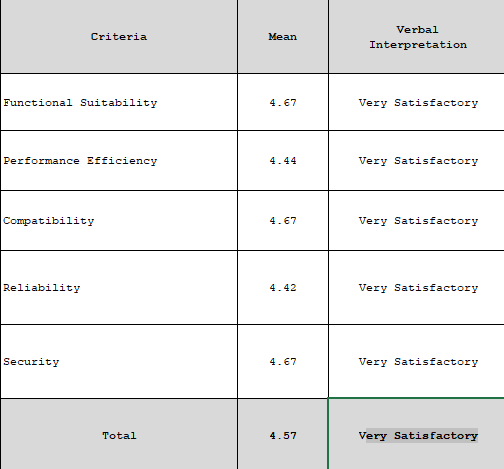 Criteria Mean Verbal Interpretation
Functional Suitability 4.67 Very Satisfactory
Performance Efficiency 4.44 Very Satisfactory
Compatibility 4.67 Very Satisfactory
Reliability 4.42 Very Satisfactory
Security 4.67 Very Satisfactory
Total 4.57 Very Satisfactory